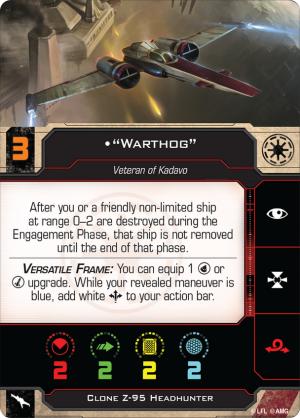 3
•“Warthog”
Veteran of Kadavo
After you or a friendly non-limited ship
at range 0–2 are destroyed during the
Engagement Phase, that ship is not removed
until the end of that phase.
Versatile Frame: You can equip 1 or
upgrade. While your revealed maneuver is
blue, add white to your action bar.
2 2 2 2
Clone Z-95 Headhunter
© LFL © AMG